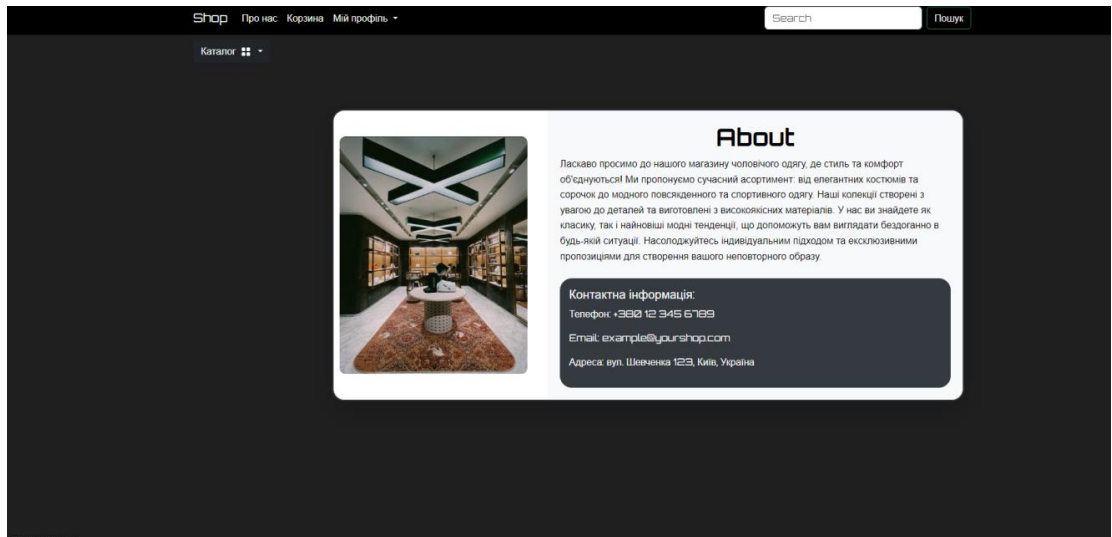 Shop Про нас Корзина Мій профіль Search Пошук
Каталог
About
Ласкаво просимо до нашого магазину чоловічого одягу, де стиль та комфорт
об'єднуються! Ми пропонуємо сучасний асортимент: від елегантних костюмів та
сорочок до модного повсякденного та спортивного одягу. Наші колекції створені з
увагою до деталей та виготовлені з високоякісних матеріалів. У нас ви знайдете як
класику, так і найновіші модні тенденції, що допоможуть вам виглядати бездоганно в
будь-якій ситуації. Насолоджуйтесь індивідуальним підходом та ексклюзивними
пропозиціями для створення вашого неповторного образу.
Контактна інформація:
Телефон: +380 12 345 6789
Email: example@yourshop.com
Адреса: вул. Шевченка 123, Київ, Україна